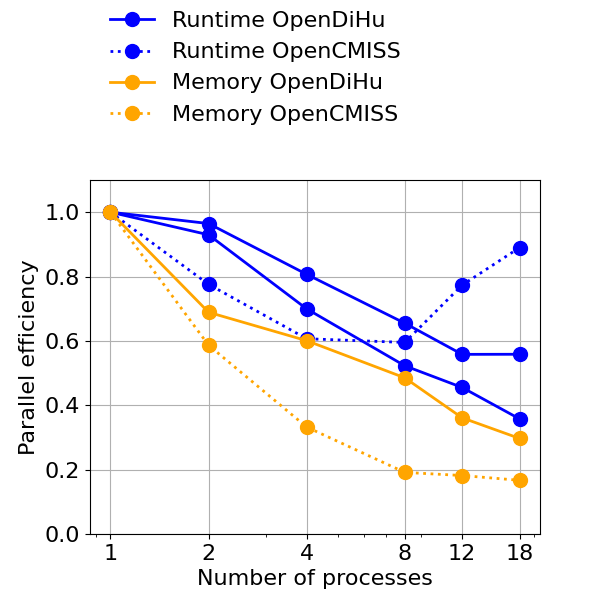 Runtime OpenDiHu
Runtime OpenCMISS
Memory OpenDiHu
Memory OpenCMISS
1.0
0.8
0.6
0.4
0.2
0.0
Parallel efficiency
1 2 4 8 12 18
Number of processes